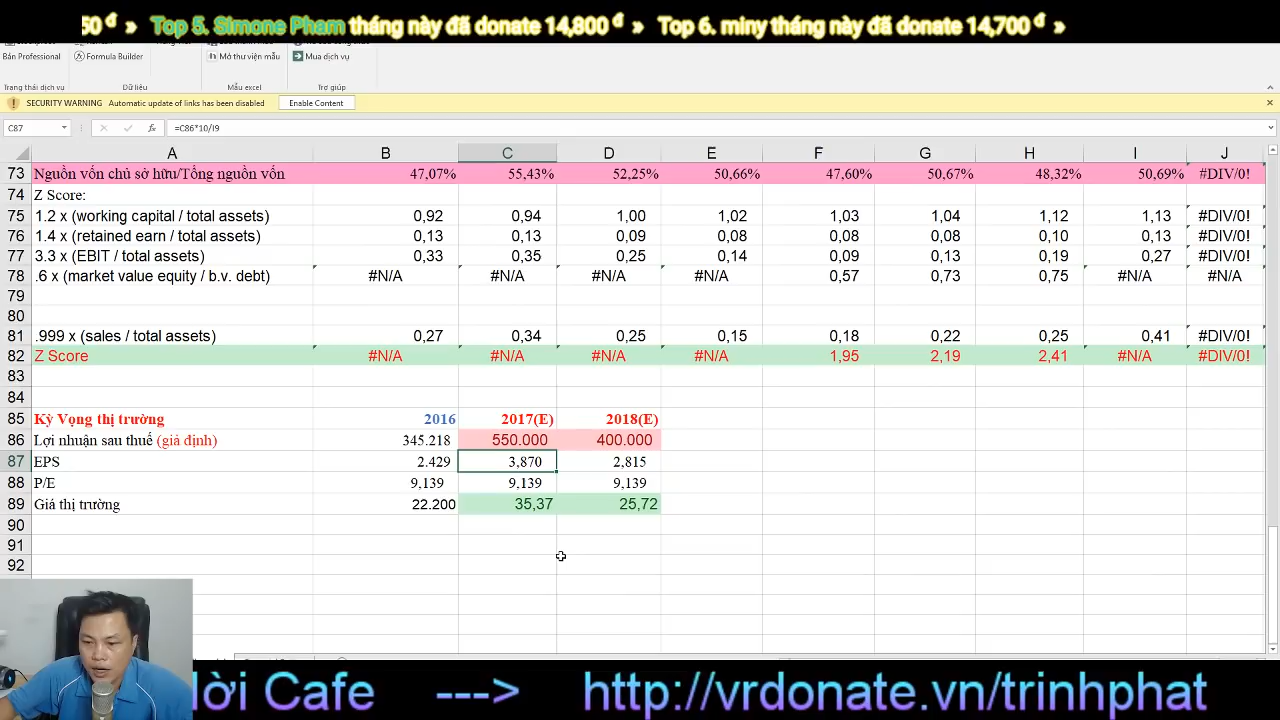 50 đ » Top 5. Simone Pham tháng này đã donate 14,800 đ » Top 6. miny tháng này đã donate 14,700 đ »
Bán Professional
Formula Builder
Mở thư viện mẫu
Mua dịch vụ
Trạng thái dịch vụ
Dữ liệu
Mẫu excel
Trợ giúp
SECURITY WARNING Automatic update of links has been disabled Enable Content
C87 fx =C86*10/I9
A B C D E F G H I J
73 Nguồn vốn chủ sở hữu/Tổng nguồn vốn 47,07% 55,43% 52,25% 50,66% 47,60% 50,67% 48,32% 50,69% #DIV/0!
74 Z Score:
75 1.2 x (working capital / total assets) 0,92 0,94 1,00 1,02 1,03 1,04 1,12 1,13 #DIV/0!
76 1.4 x (retained earn / total assets) 0,13 0,13 0,09 0,08 0,08 0,08 0,10 0,13 #DIV/0!
77 3.3 x (EBIT / total assets) 0,33 0,35 0,25 0,14 0,09 0,13 0,19 0,27 #DIV/0!
78 .6 x (market value equity / b.v. debt) #N/A #N/A #N/A #N/A 0,57 0,73 0,75 #N/A #N/A
79
80
81 .999 x (sales / total assets) 0,27 0,34 0,25 0,15 0,18 0,22 0,25 0,41 #DIV/0!
82 Z Score #N/A #N/A #N/A #N/A 1,95 2,19 2,41 #N/A #DIV/0!
83
84
85 Kỳ Vọng thị trường 2016 2017(E) 2018(E)
86 Lợi nhuận sau thuế (giả định) 345.218 550.000 400.000
87 EPS 2.429 3,870 2,815
88 P/E 9,139 9,139 9,139
89 Giá thị trường 22.200 35,37 25,72
90
91
92
lời Cafe ---> http://vrdonate.vn/trinhphat